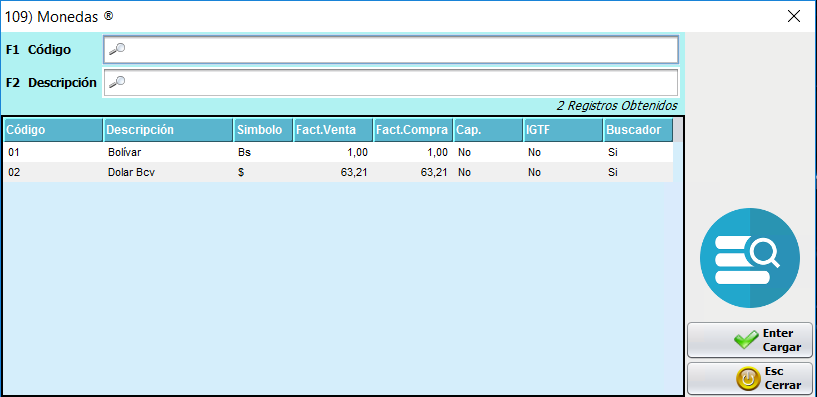 109) Monedas ®
F1 Código
F2 Descripción
2 Registros Obtenidos
Código Descripción Simbolo Fact.Venta Fact.Compra Cap. IGTF Buscador
01 Bolívar Bs 1,00 1,00 No No Si
02 Dolar Bcv $ 63,21 63,21 No No Si
Enter
Cargar
Esc
Cerrar